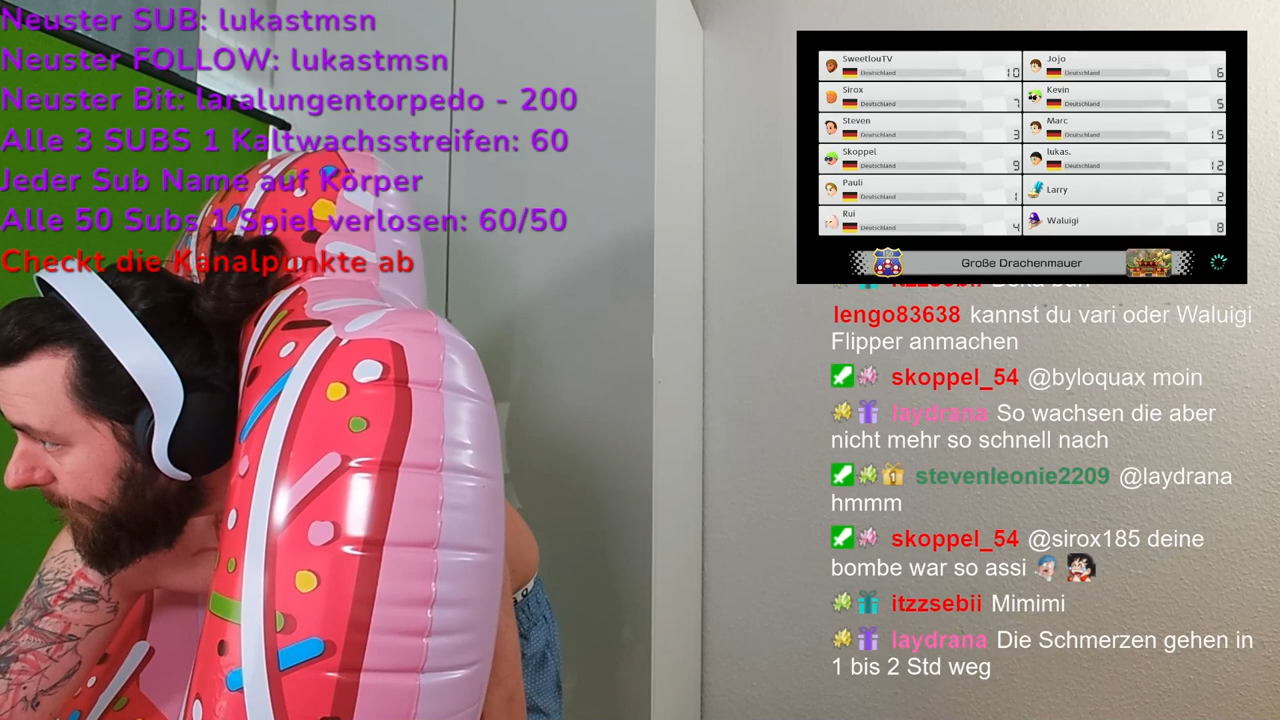 Neuster SUB: lukastmsn
Neuster FOLLOW: lukastmsn
Neuster Bit: laralungentorpedo - 200
Alle 3 SUBS 1 Kaltwachsstreifen: 60
Jeder Sub Name auf Körper
Alle 50 Subs 1 Spiel verlosen: 60/50
Checkt die Kanalpunkte ab
SweetlouTV Deutschland 10
Jojo Deutschland 6
Sirox Deutschland 7
Kevin Deutschland 5
Steven Deutschland 3
Marc Deutschland 15
Skoppel Deutschland 9
lukas. Deutschland 12
Pauli Deutschland 1
Larry 2
Rui Deutschland 4
Waluigi 8
Große Drachenmauer
itzzsebii
lengo83638 kannst du vari oder Waluigi
Flipper anmachen
skoppel_54 @byloquax moin
laydrana So wachsen die aber
nicht mehr so schnell nach
stevenleonie2209 @laydrana
hmmm
skoppel_54 @sirox185 deine
bombe war so assi
itzzsebii Mimimi
laydrana Die Schmerzen gehen in
1 bis 2 Std weg